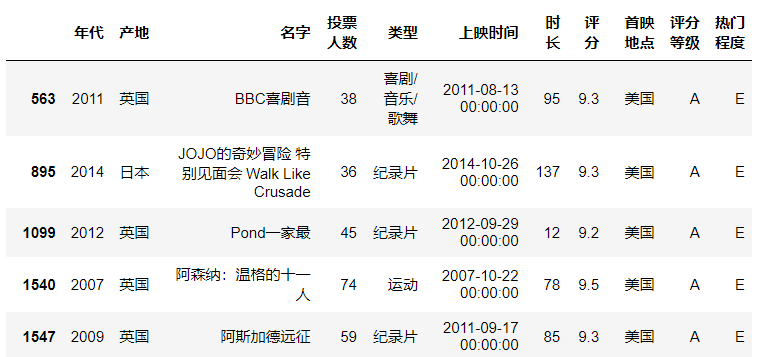 年代 产地 名字 投票人数 类型 上映时间 时长 评分 首映地点 评分等级 热门程度
563 2011 英国 BBC喜剧音 38 喜剧/音乐/歌舞 2011-08-13 00:00:00 95 9.3 美国 A E
895 2014 日本 JOJO的奇妙冒险 特别见面会 Walk Like Crusade 36 纪录片 2014-10-26 00:00:00 137 9.3 美国 A E
1099 2012 英国 Pond一家最 45 纪录片 2012-09-29 00:00:00 12 9.2 美国 A E
1540 2007 英国 阿森纳：温格的十一人 74 运动 2007-10-22 00:00:00 78 9.5 美国 A E
1547 2009 英国 阿斯加德远征 59 纪录片 2011-09-17 00:00:00 85 9.3 美国 A E